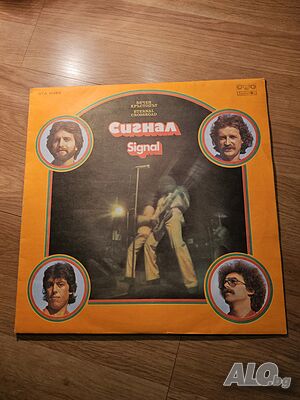 ВЕЧЕН
КРЪСТОПЪТ
ETERNAL
CROSSROAD
Сигнал
Signal
ALO.bg